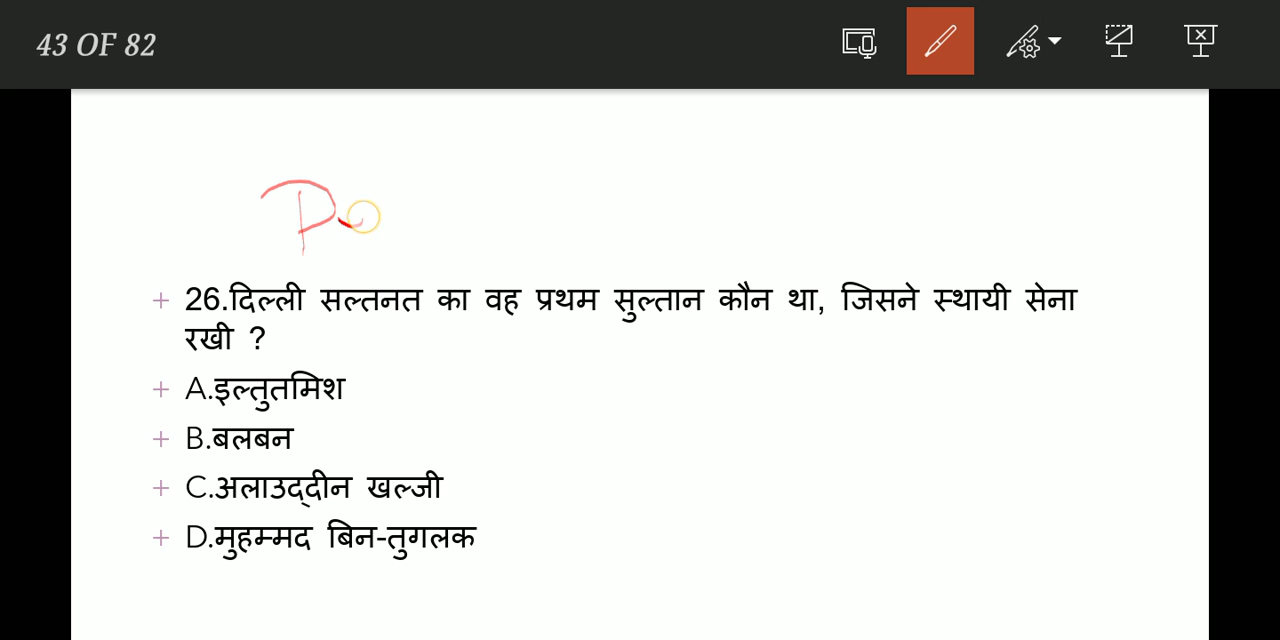 43 OF 82
P
26.दिल्ली सल्तनत का वह प्रथम सुल्तान कौन था, जिसने स्थायी सेना
रखी ?
A.इल्तुतमिश
B.बलबन
C.अलाउद्दीन खल्जी
D.मुहम्मद बिन-तुगलक